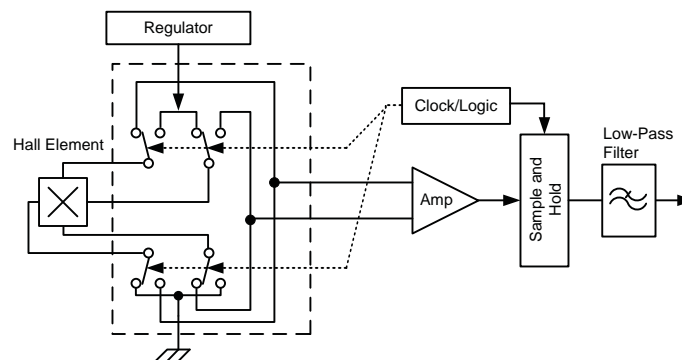 Regulator
Hall Element
Clock/Logic
Amp
Sample and
Hold
Low-Pass
Filter